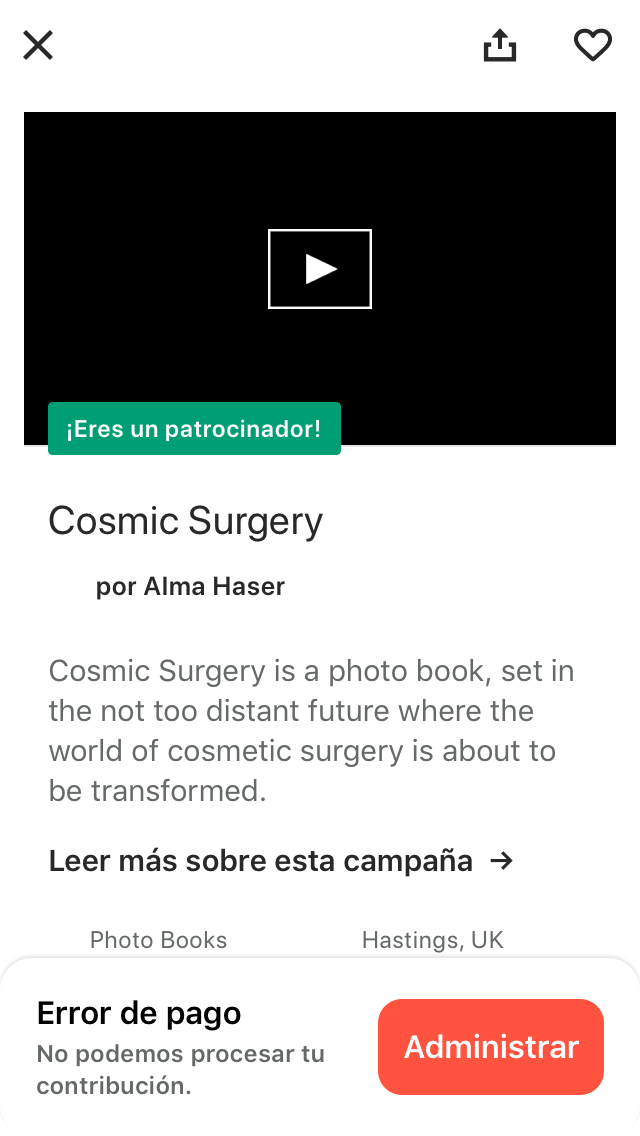 ¡Eres un patrocinador!
Cosmic Surgery
por Alma Haser
Cosmic Surgery is a photo book, set in
the not too distant future where the
world of cosmetic surgery is about to
be transformed.
Leer más sobre esta campaña →
Photo Books
Hastings, UK
Error de pago
No podemos procesar tu
contribución.
Administrar